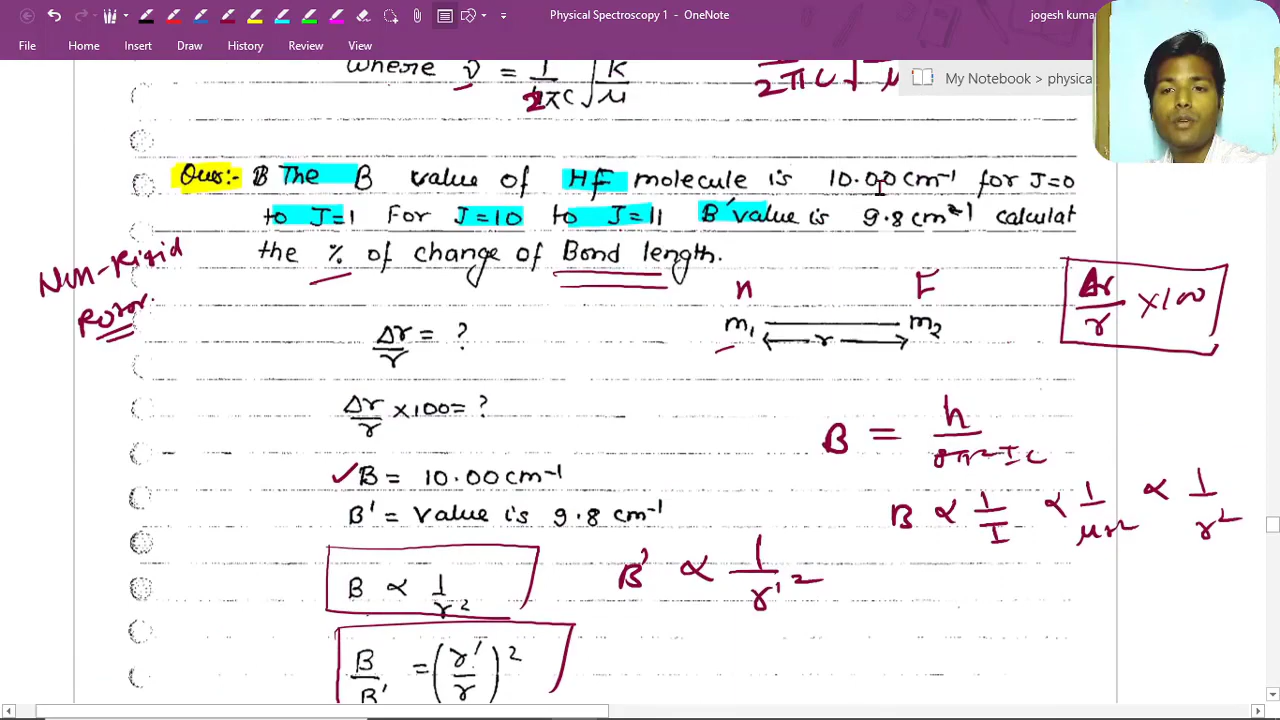 Physical Spectroscopy 1 - OneNote
jogesh kumar
File Home Insert Draw History Review View
where ν̄ = 1/2πc √K/μ
2πc√μ
My Notebook > physica
Ques:- B The B value of HF molecule is 10.00 cm⁻¹ for J=0
to J=1 For J=10 to J=11 B' value is 9.8 cm⁻¹ calculat
the % of change of Bond length.
Non-Rigid
Rotor
H F
m₁ m₂
r
Δr/r ×100
Δr/r = ?
Δr/r ×100 = ?
B = h/8π²Ic
B = 10.00 cm⁻¹
B' = Value is 9.8 cm⁻¹
B ∝ 1/I ∝ 1/μr² ∝ 1/r²
B ∝ 1/r²
B' ∝ 1/r'²
B/B' = (r'/r)²